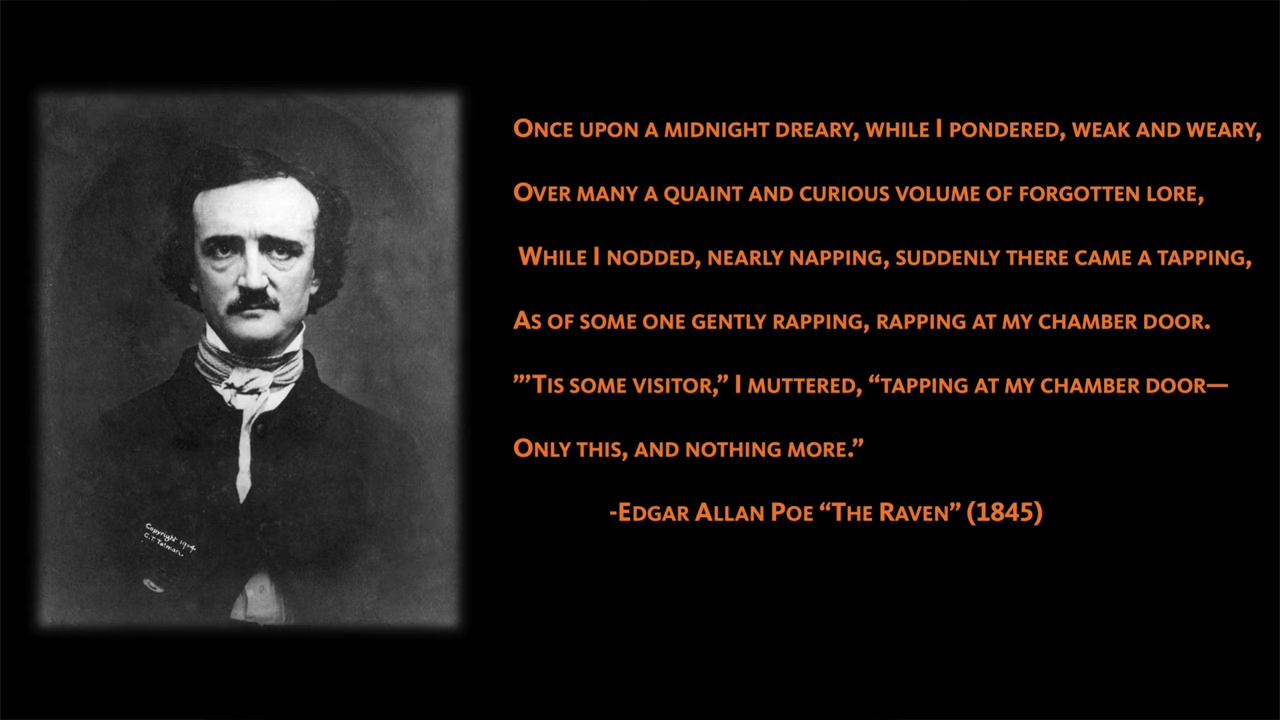 Once upon a midnight dreary, while I pondered, weak and weary,
Over many a quaint and curious volume of forgotten lore,
While I nodded, nearly napping, suddenly there came a tapping,
As of some one gently rapping, rapping at my chamber door.
”’Tis some visitor,” I muttered, “tapping at my chamber door—
Only this, and nothing more.”
-Edgar Allan Poe “The Raven” (1845)
Copyright 1904
C.T. Tatman.